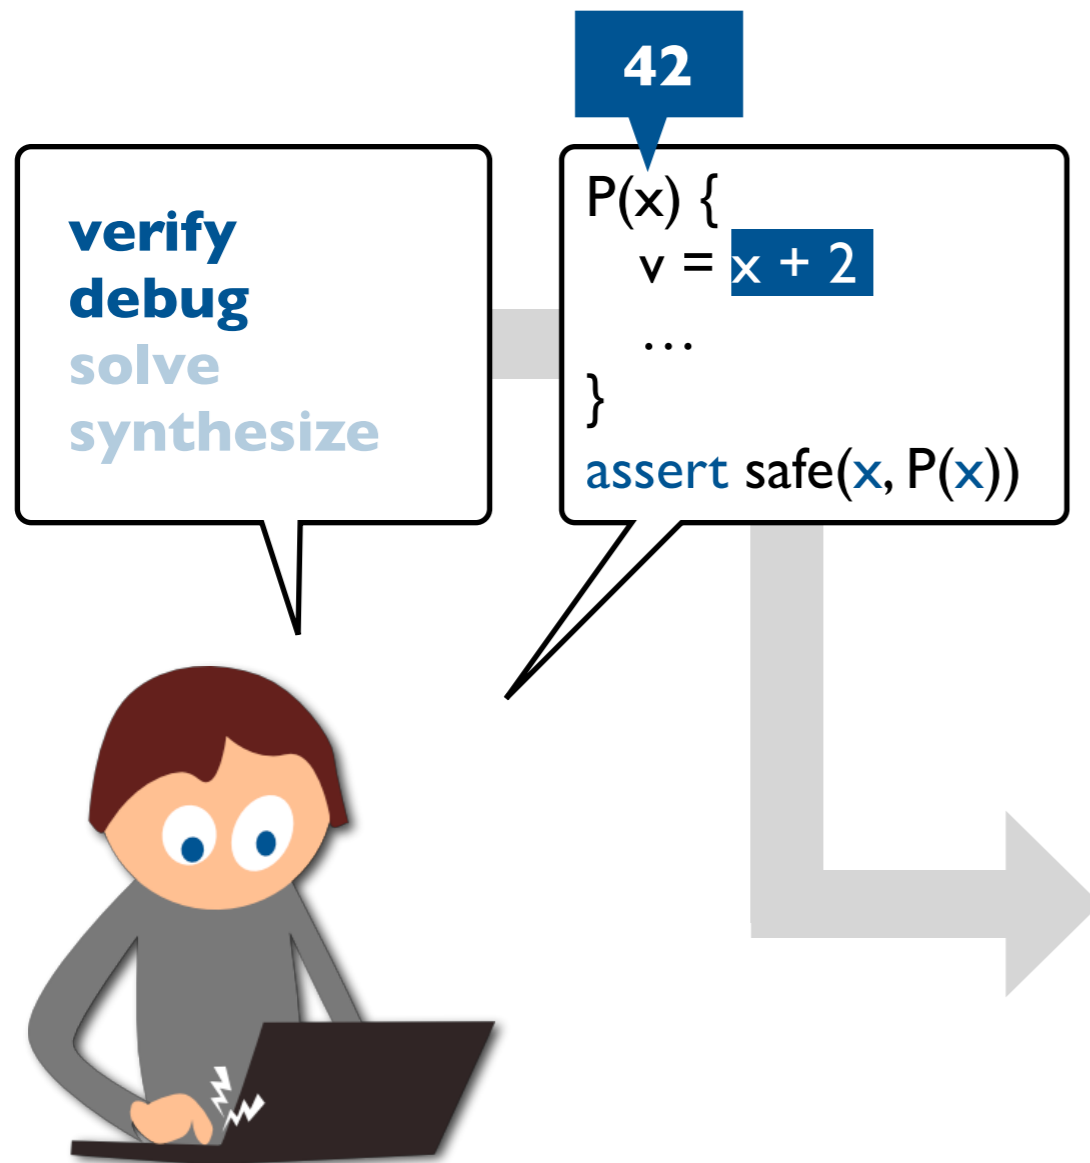 42
verify
debug
solve
synthesize
P(x) {
v = x + 2
…
}
assert safe(x, P(x))